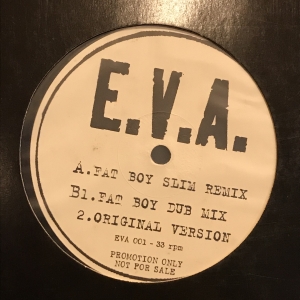 E.V.A.
A. FAT BOY SLIM REMIX
B1. FAT BOY DUB MIX
2. ORIGINAL VERSION
EVA 001 - 33 rpm
PROMOTION ONLY
NOT FOR SALE